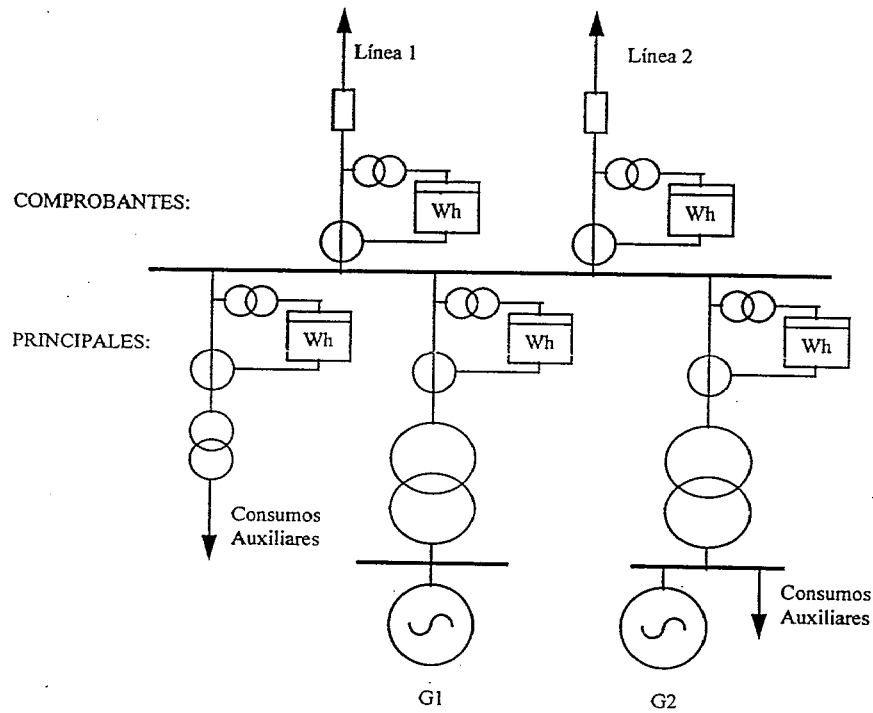 Línea 1
Línea 2
COMPROBANTES:
Wh
Wh
PRINCIPALES:
Wh
Wh
Wh
Consumos
Auxiliares
Consumos
Auxiliares
G1
G2